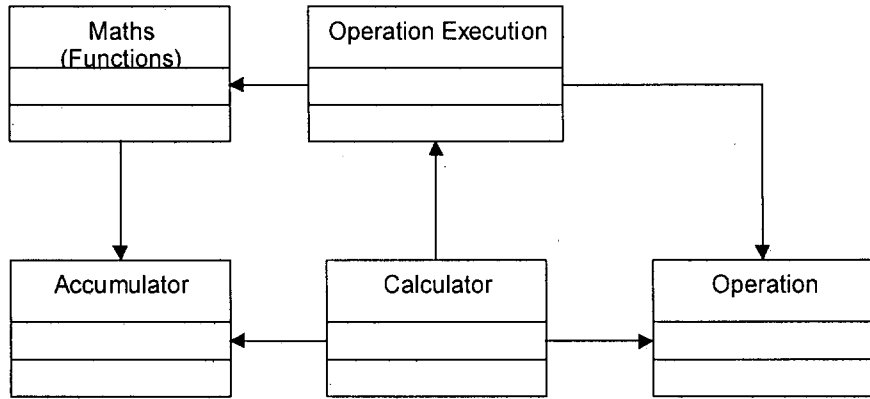 Maths
(Functions)
Operation Execution
Accumulator
Calculator
Operation